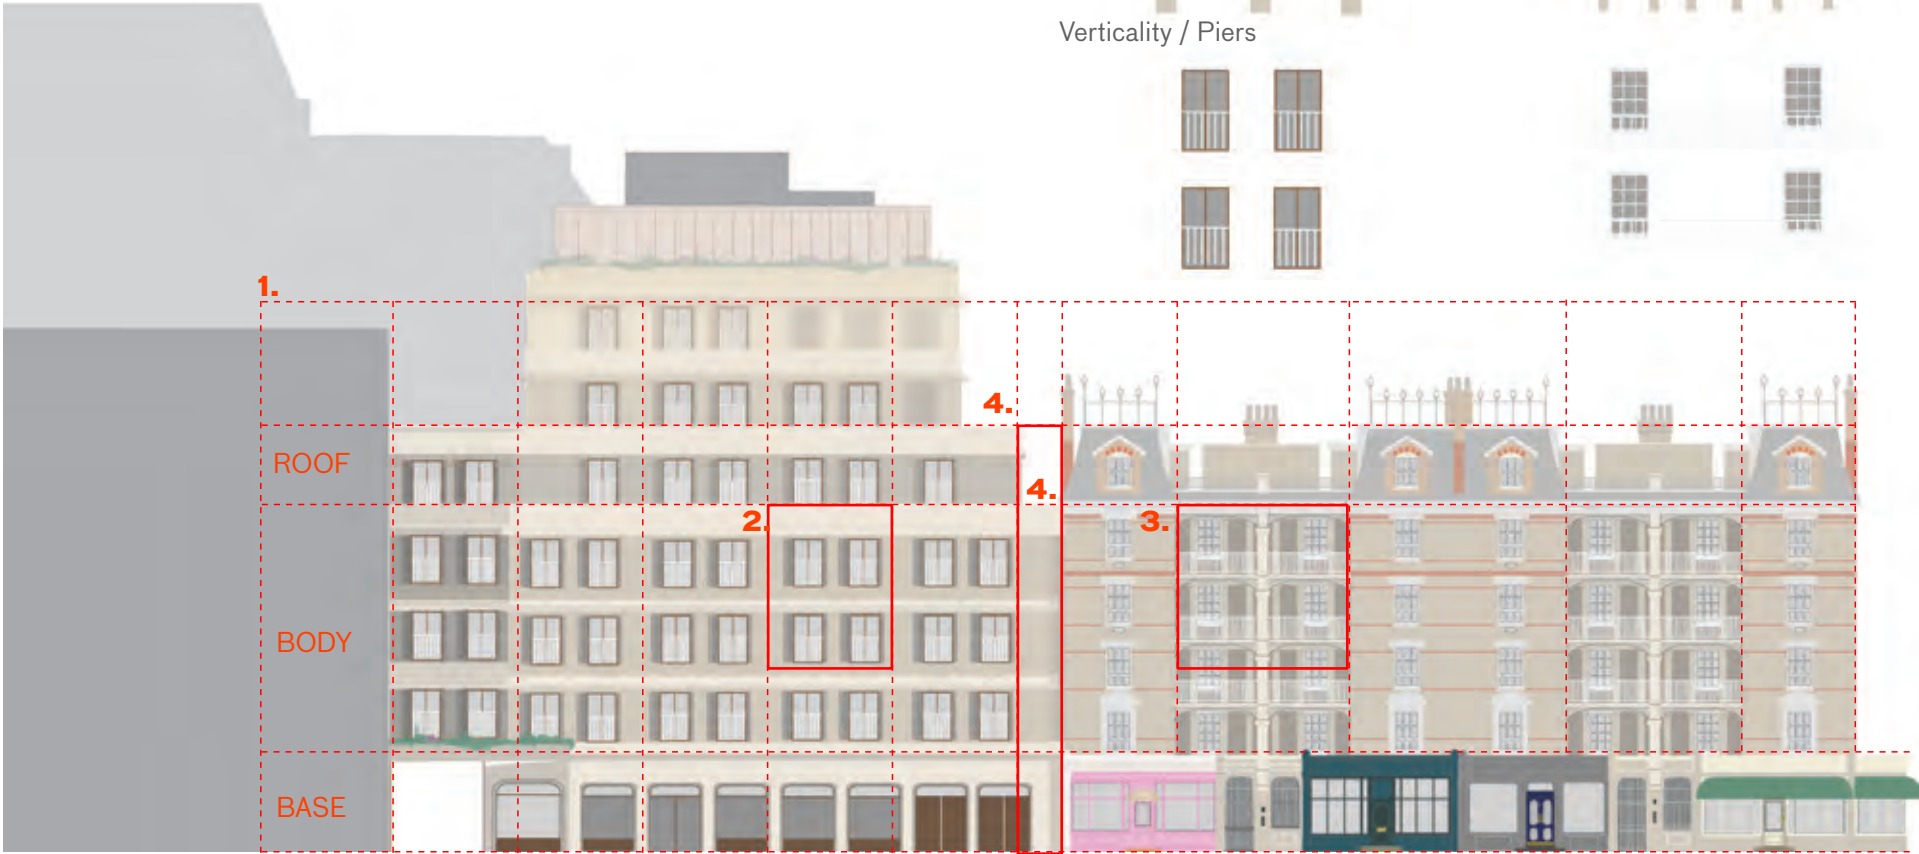 Verticality / Piers
1.
4.
ROOF
4.
2.
3.
BODY
BASE